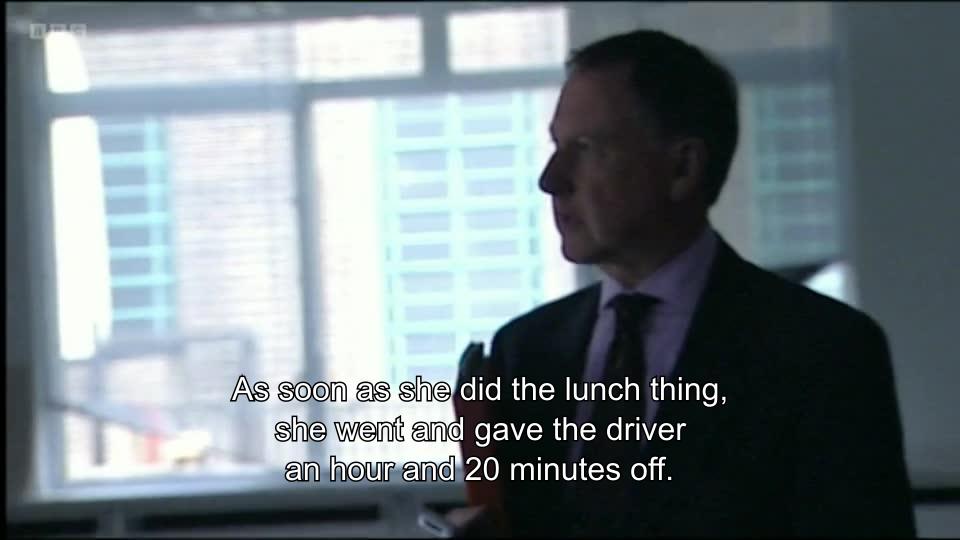 BBC
As soon as she did the lunch thing,
she went and gave the driver
an hour and 20 minutes off.